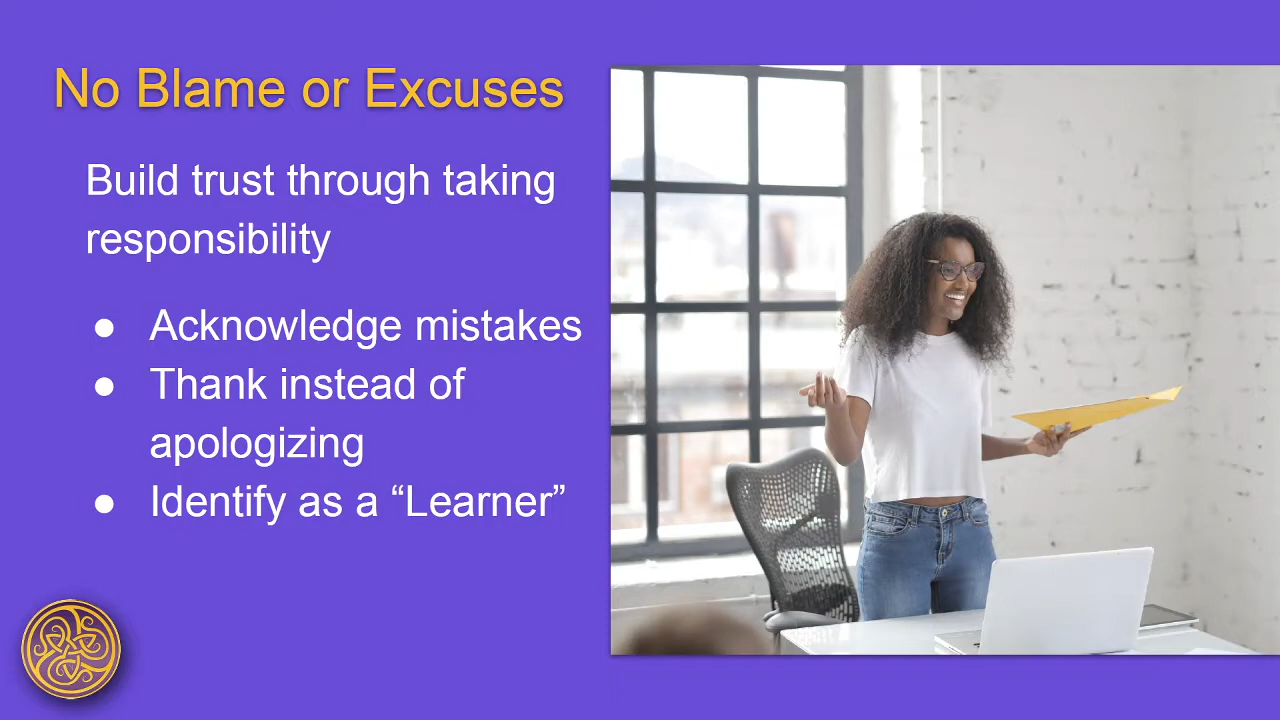 No Blame or Excuses
Build trust through taking
responsibility
● Acknowledge mistakes
● Thank instead of
apologizing
● Identify as a “Learner”